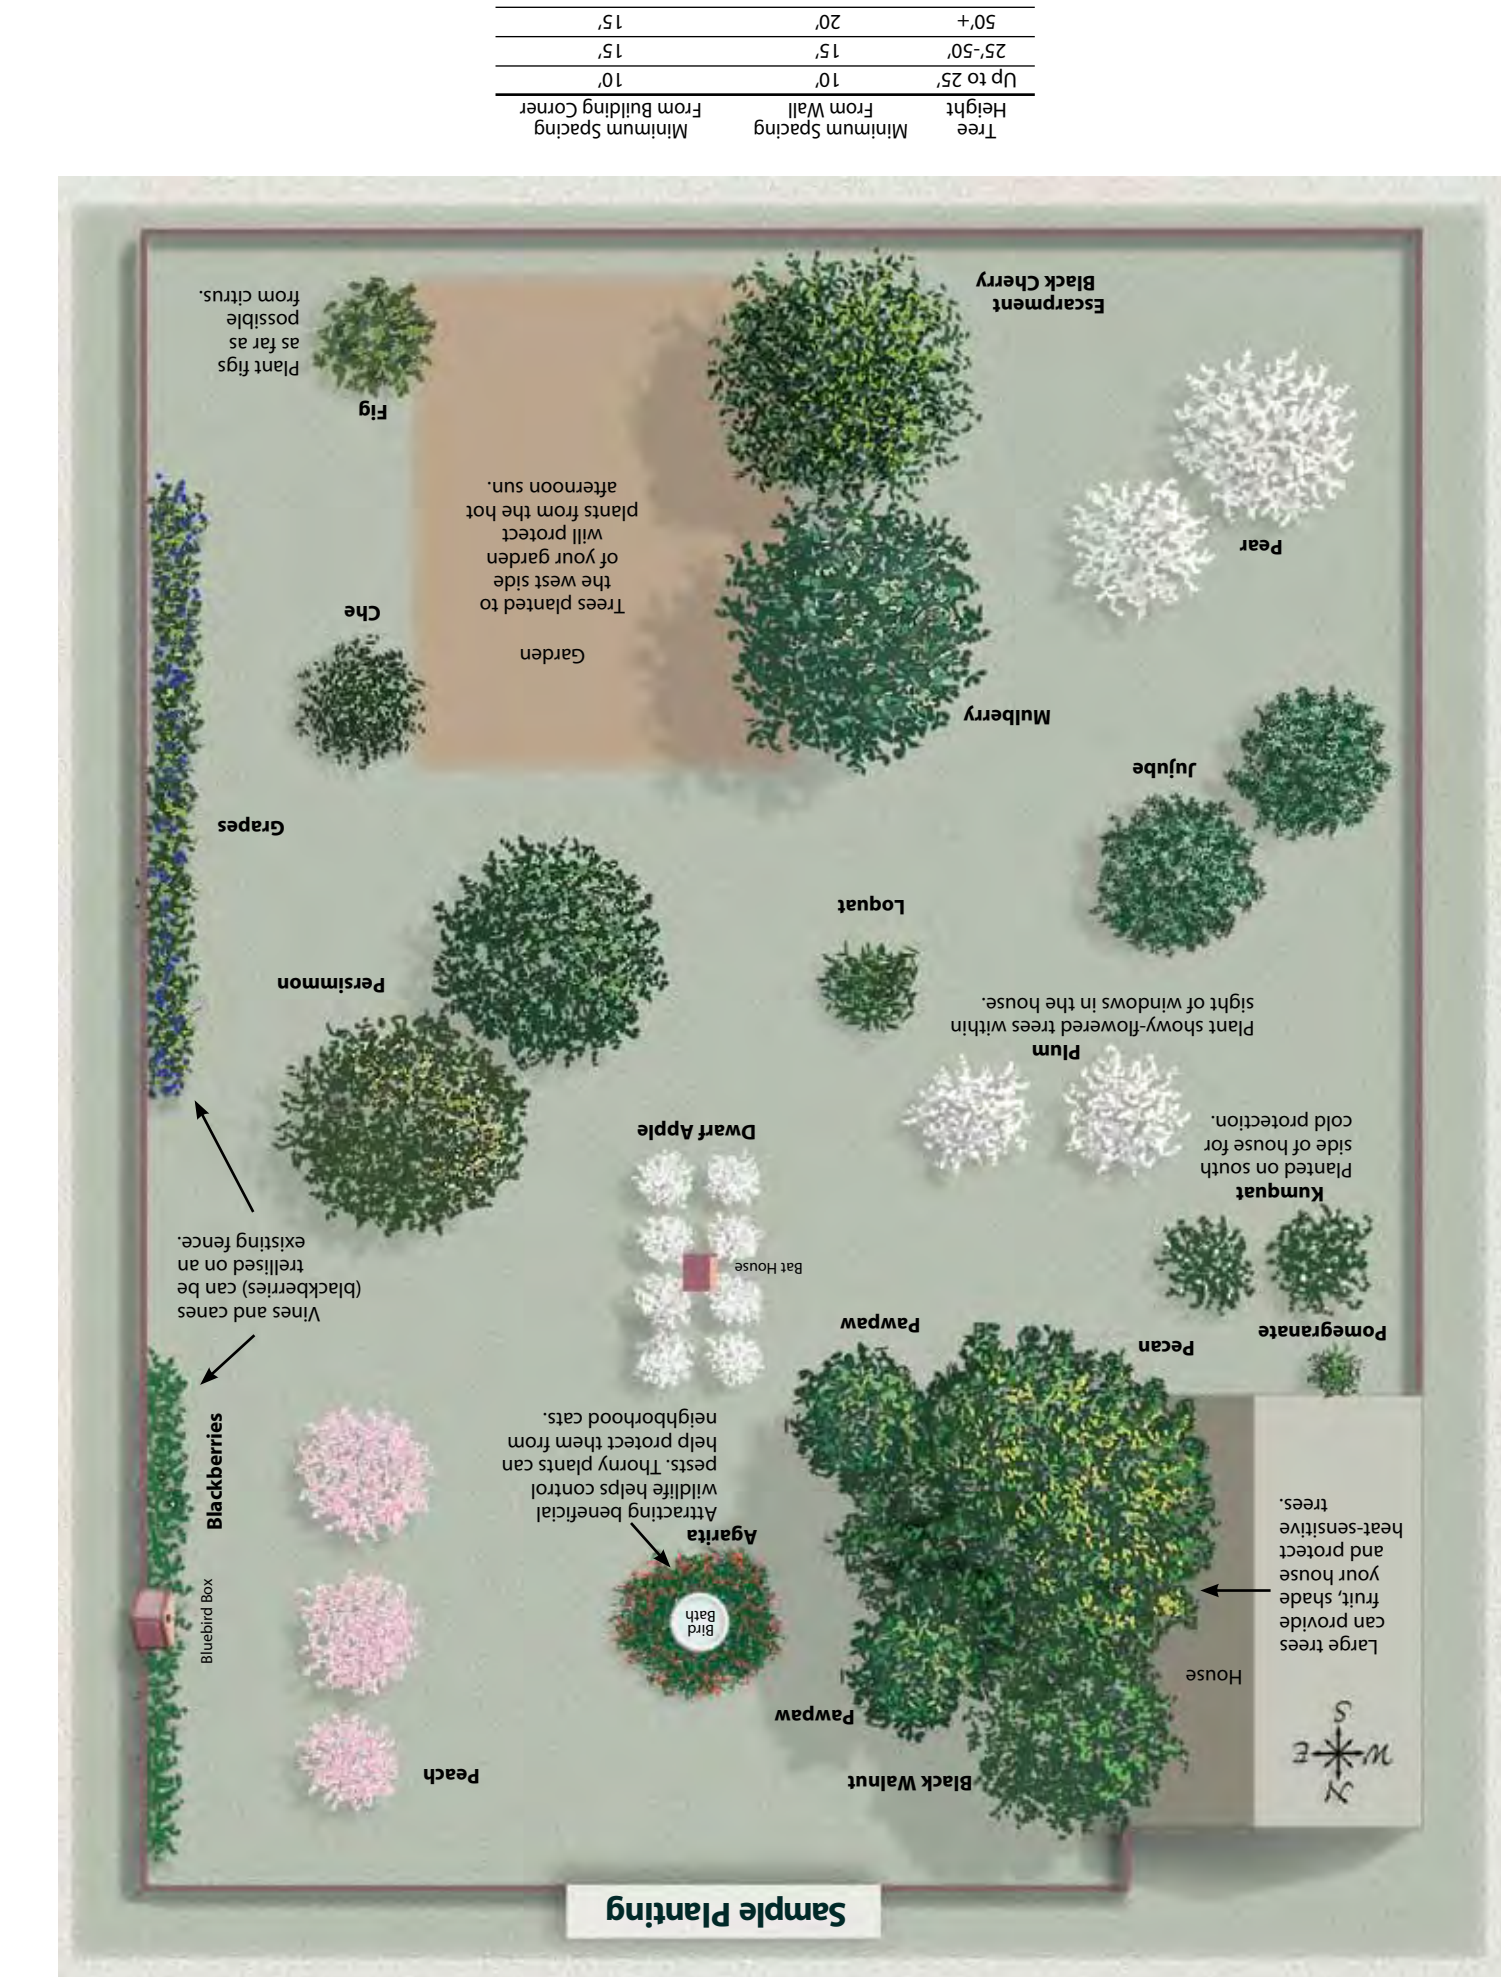 Sample Planting
N
W E
S
House
Large trees
can provide
fruit, shade
your house
and protect
heat-sensitive
trees.
Black Walnut
Pawpaw
Peach
Bird
Bath
Bluebird Box
Agarita
Attracting beneficial
wildlife helps control
pests. Thorny plants can
help protect them from
neighborhood cats.
Blackberries
Pomegranate
Pecan
Pawpaw
Vines and canes
(blackberries) can be
trellised on an
existing fence.
Bat House
Kumquat
Planted on south
side of house for
cold protection.
Dwarf Apple
Plum
Plant showy-flowered trees within
sight of windows in the house.
Persimmon
Loquat
Grapes
Jujube
Mulberry
Garden
Trees planted to
the west side
of your garden
will protect
plants from the hot
afternoon sun.
Che
Pear
Fig
Plant figs
as far as
possible
from citrus.
Escarpment
Black Cherry
Tree Minimum Spacing Minimum Spacing
Height From Wall From Building Corner
Up to 25' 10' 10'
25'-50' 15' 15'
50'+ 20' 15'